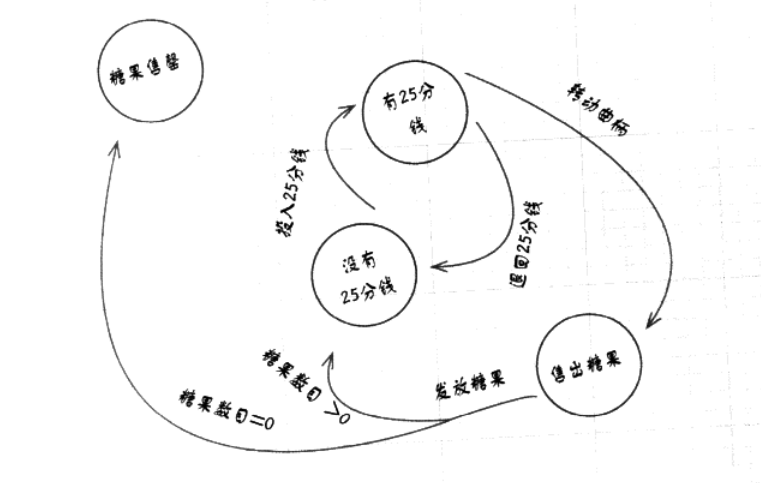 糖果售罄
有25分
钱
转动曲柄
投入25分钱
退回25分钱
没有
25分钱
糖果数目>0
发放糖果
售出糖果
糖果数目=0